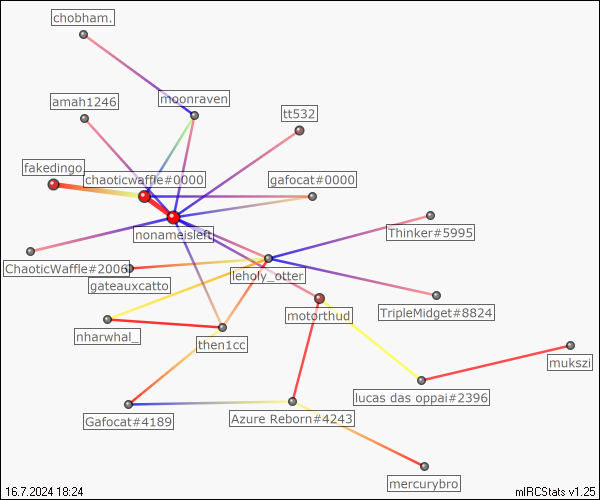 chobham.
amah1246
moonraven
tt532
fakedingo
chaoticwaffle#0000
gafocat#0000
nonameisleft
Thinker#5995
ChaoticWaffle#2006
leholy_otter
gateauxcatto
TripleMidget#8824
motorthud
nharwhal_
then1cc
mukszi
lucas das oppai#2396
Gafocat#4189
Azure Reborn#4243
mercurybro
16.7.2024 18:24
mIRCStats v1.25